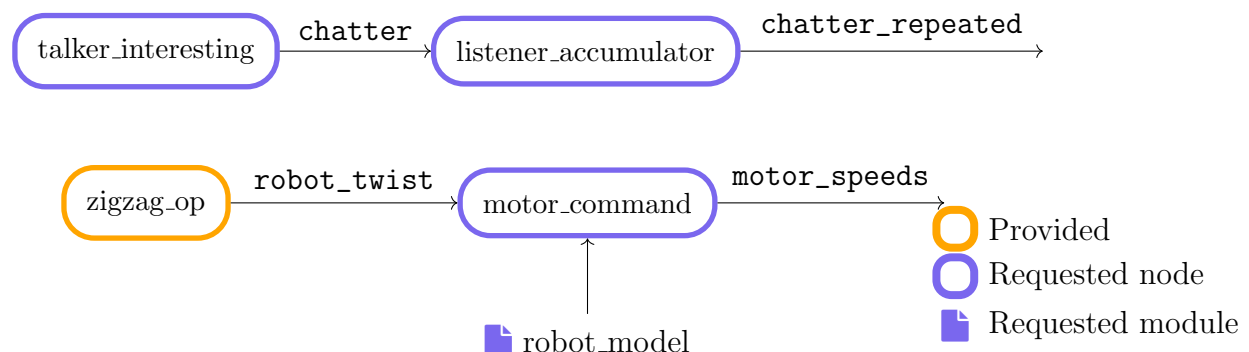 talker_interesting chatter listener_accumulator chatter_repeated
zigzag_op robot_twist motor_command motor_speeds
robot_model
Provided
Requested node
Requested module